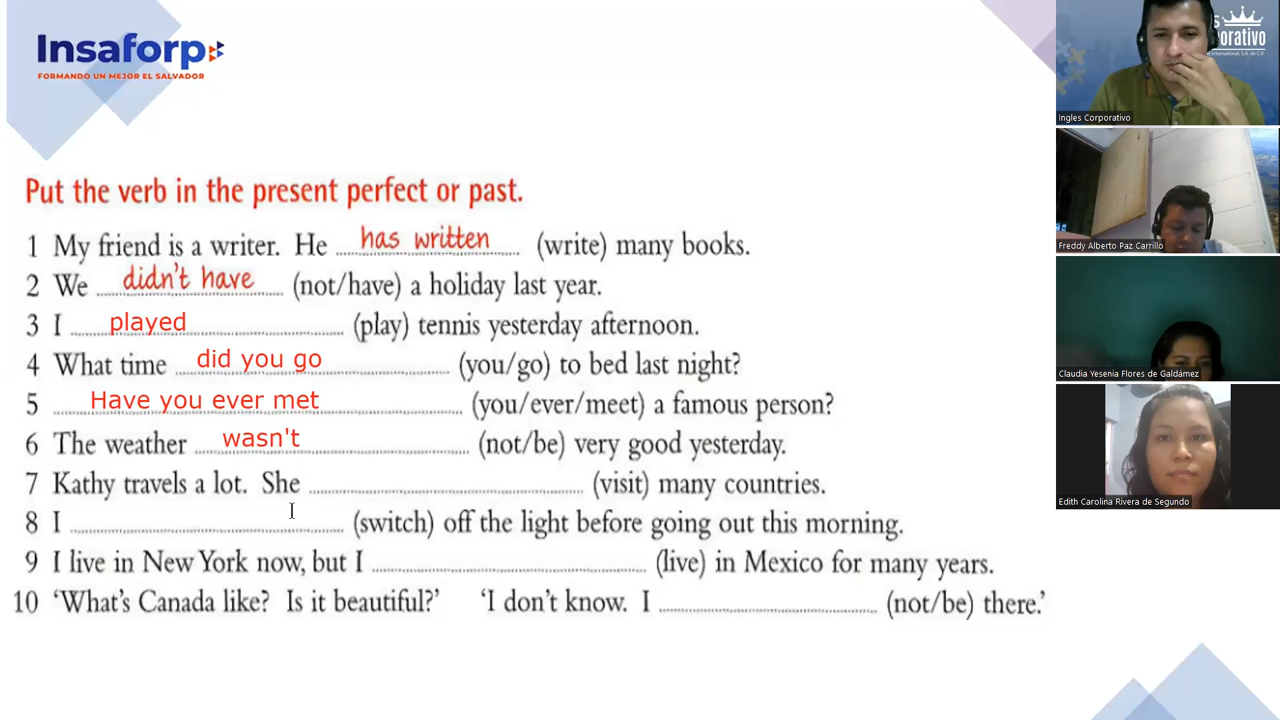 Insaforp
FORMANDO UN MEJOR EL SALVADOR
Put the verb in the present perfect or past.
1 My friend is a writer. He has written (write) many books.
2 We didn't have (not/have) a holiday last year.
3 I played (play) tennis yesterday afternoon.
4 What time did you go (you/go) to bed last night?
5 Have you ever met (you/ever/meet) a famous person?
6 The weather wasn't (not/be) very good yesterday.
7 Kathy travels a lot. She (visit) many countries.
8 I (switch) off the light before going out this morning.
9 I live in New York now, but I (live) in Mexico for many years.
10 ‘What's Canada like? Is it beautiful?’ ‘I don't know. I (not/be) there.’
orativo
Ingles Corporativo
Freddy Alberto Paz Carrillo
Claudia Yesenia Flores de Galdámez
Edith Carolina Rivera de Segundo